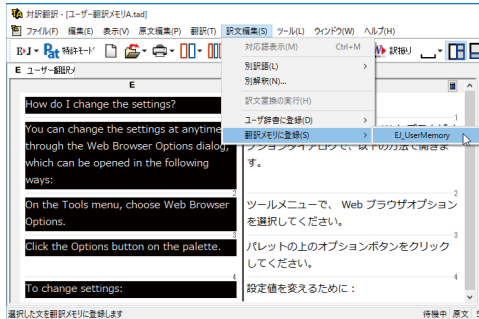 対訳翻訳 - [ユーザー翻訳メモリA.tad]
ファイル(F) 編集(E) 表示(V) 原文編集(P) 翻訳(T) 訳文編集(S) ツール(L) ウィンドウ(W) ヘルプ(H)
E▸J Pat 特許モード 訳振り
対応語表示(M) Ctrl+M
別訳語(L)
別解釈(N)...
訳文置換の実行(H)
ユーザ辞書に登録(D)
翻訳メモリに登録(S) EJ_UserMemory
E ユーザー翻訳メ
E
How do I change the settings?
1
You can change the settings at anytime
through the Web Browser Options dialog,
which can be opened in the following
ways:
プションダイアログで、以下の方法で開きま
す。
2
2
On the Tools menu, choose Web Browser
Options.
ツールメニューで、 Web ブラウザオプション
を選択してください。
3
3
Click the Options button on the palette.
パレットの上のオプションボタンをクリック
してください。
4
4
To change settings:
設定値を変えるために：
選択した文を翻訳メモリに登録します 待機中 原文